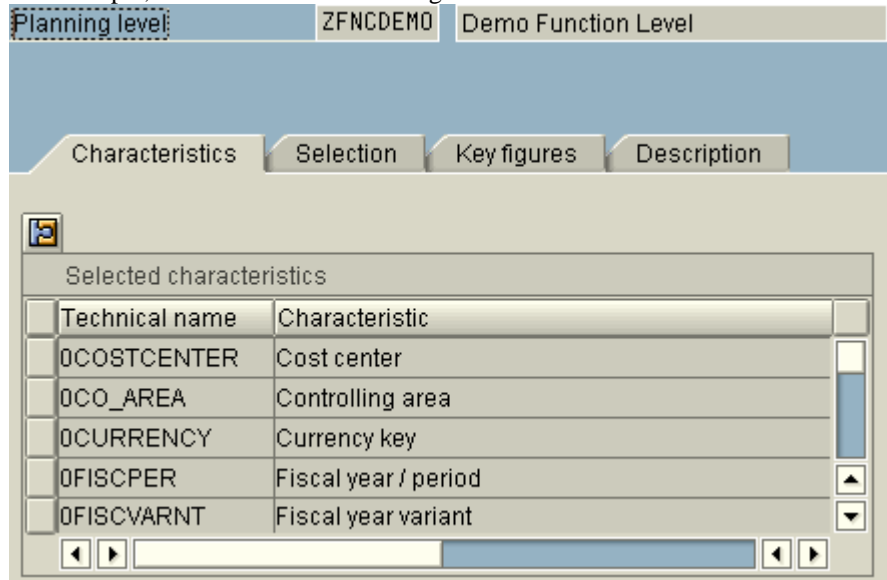 Planning level ZFNCDEMO Demo Function Level
Characteristics Selection Key figures Description
Selected characteristics
Technical name Characteristic
0COSTCENTER Cost center
0CO_AREA Controlling area
0CURRENCY Currency key
0FISCPER Fiscal year / period
0FISCVARNT Fiscal year variant